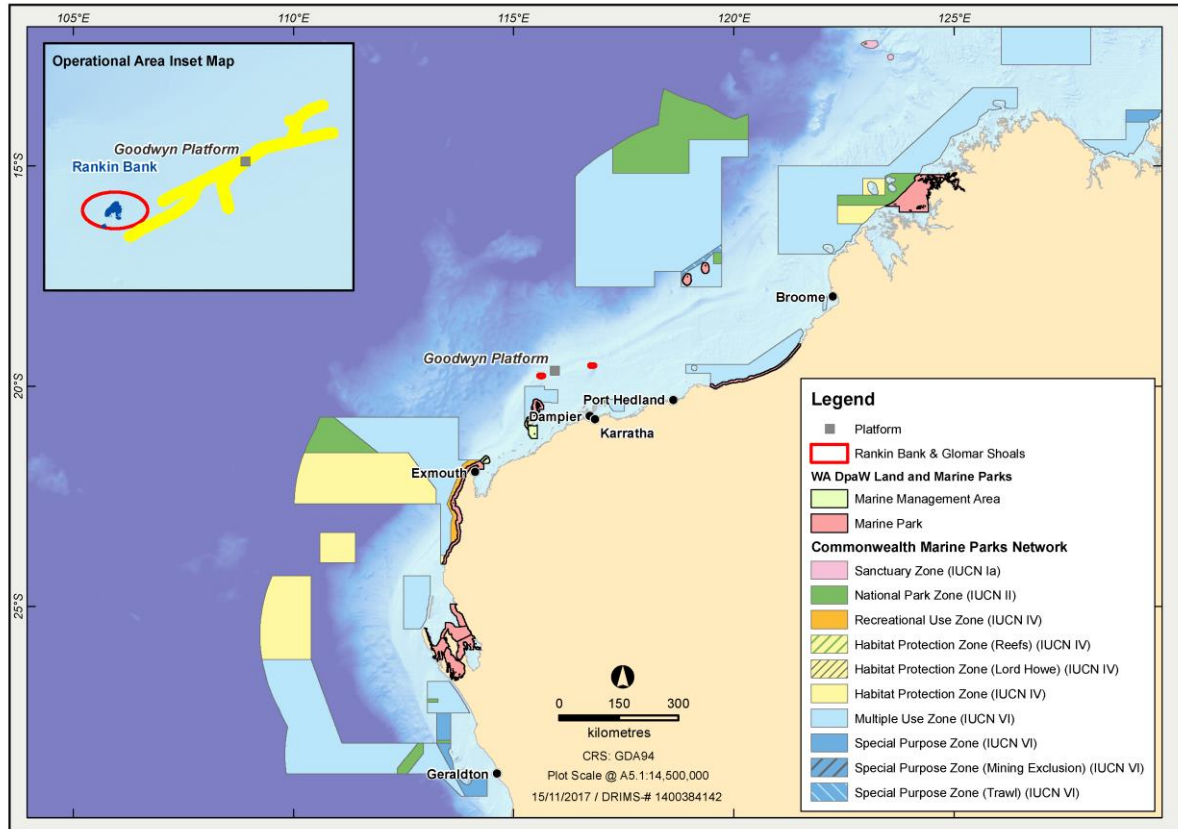 105°E
110°E
115°E
120°E
125°E
Operational Area Inset Map
Goodwyn Platform
Rankin Bank
15°S
Broome
Goodwyn Platform
20°S
Port Hedland
Dampier
Karratha
Exmouth
25°S
Geraldton
0 150 300
kilometres
CRS: GDA94
Plot Scale @ A5.1:14,500,000
15/11/2017 / DRIMS-# 1400384142
Legend
Platform
Rankin Bank & Glomar Shoals
WA DpaW Land and Marine Parks
Marine Management Area
Marine Park
Commonwealth Marine Parks Network
Sanctuary Zone (IUCN Ia)
National Park Zone (IUCN II)
Recreational Use Zone (IUCN IV)
Habitat Protection Zone (Reefs) (IUCN IV)
Habitat Protection Zone (Lord Howe) (IUCN IV)
Habitat Protection Zone (IUCN IV)
Multiple Use Zone (IUCN VI)
Special Purpose Zone (IUCN VI)
Special Purpose Zone (Mining Exclusion) (IUCN VI)
Special Purpose Zone (Trawl) (IUCN VI)